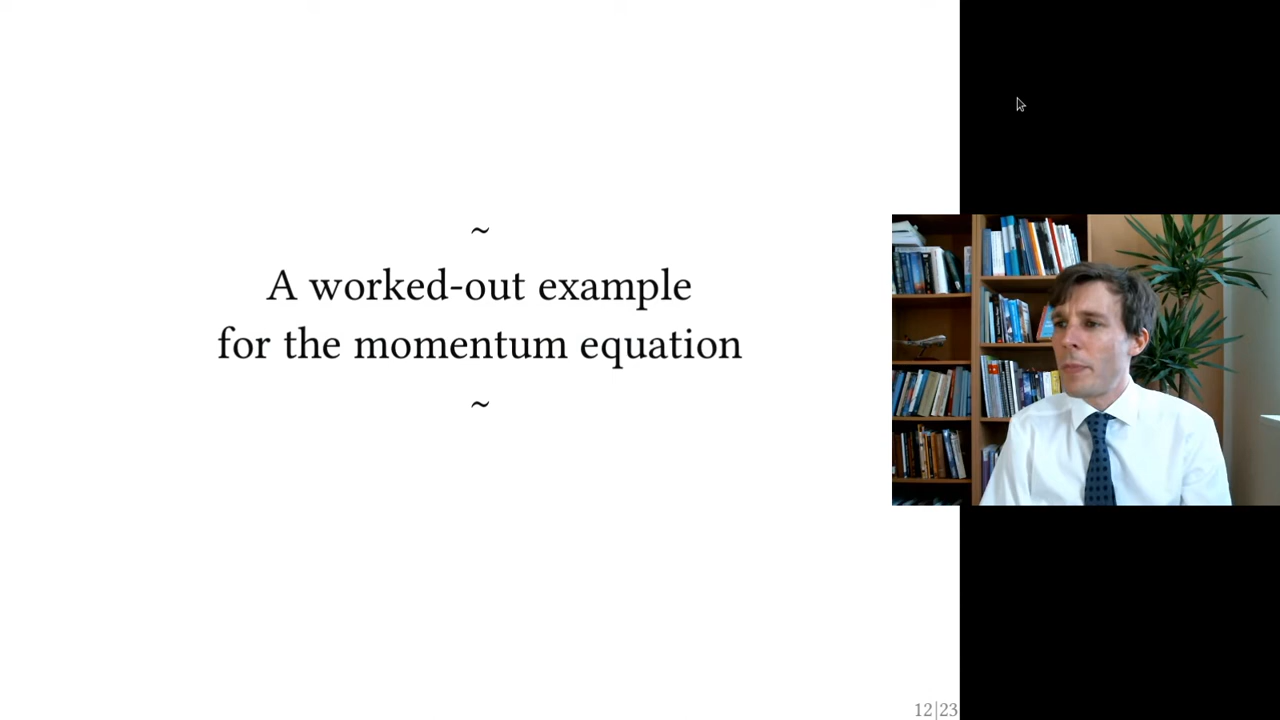 ~
A worked-out example
for the momentum equation
~
12|23